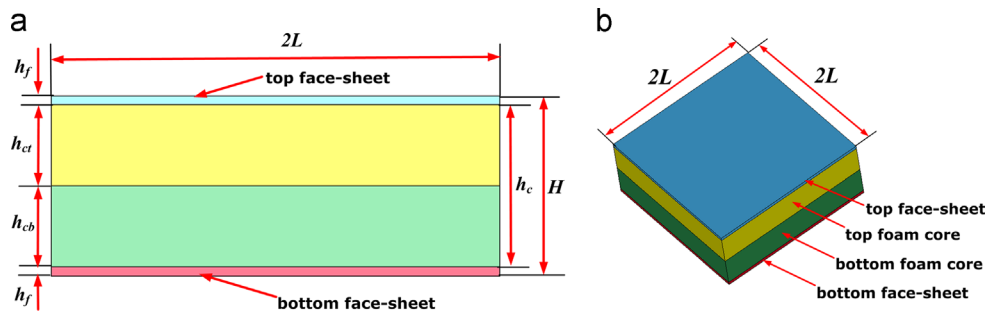 a
2L
h_f
top face-sheet
h_ct
h_c
H
h_cb
h_f
bottom face-sheet
b
2L
2L
top face-sheet
top foam core
bottom foam core
bottom face-sheet